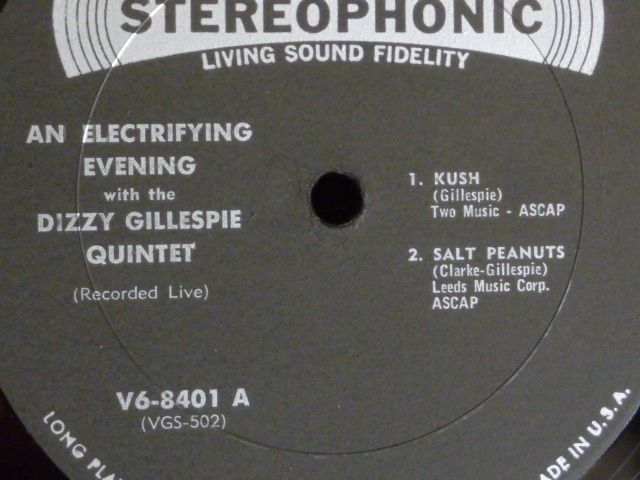 STEREOPHONIC
LIVING SOUND FIDELITY
AN ELECTRIFYING
EVENING
with the
DIZZY GILLESPIE
QUINTET
(Recorded Live)
1. KUSH
(Gillespie)
Two Music - ASCAP
2. SALT PEANUTS
(Clarke-Gillespie)
Leeds Music Corp.
ASCAP
V6-8401 A
(VGS-502)
LONG PLA
ADE IN U.S.A.